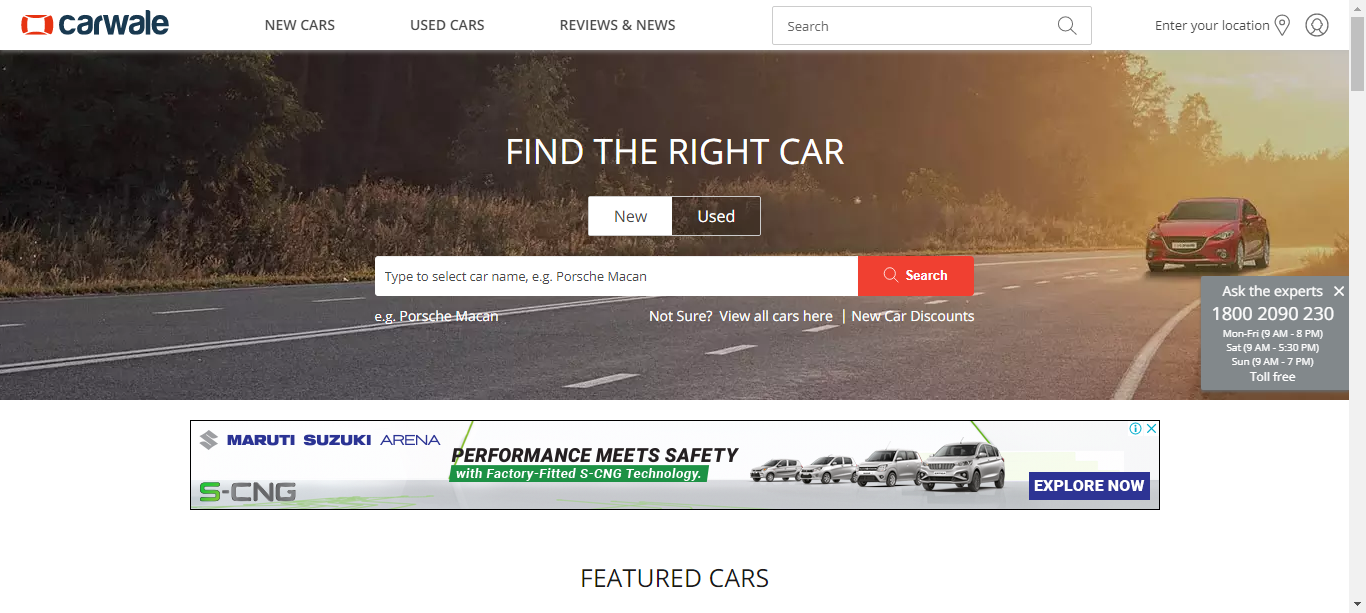 carwale
NEW CARS
USED CARS
REVIEWS & NEWS
Search
Enter your location
FIND THE RIGHT CAR
New
Used
Type to select car name, e.g. Porsche Macan
Search
e.g. Porsche Macan
Not Sure? View all cars here | New Car Discounts
Ask the experts
1800 2090 230
Mon-Fri (9 AM - 8 PM)
Sat (9 AM - 5:30 PM)
Sun (9 AM - 7 PM)
Toll free
MARUTI SUZUKI ARENA
PERFORMANCE MEETS SAFETY
with Factory-Fitted S-CNG Technology.
S-CNG
EXPLORE NOW
FEATURED CARS